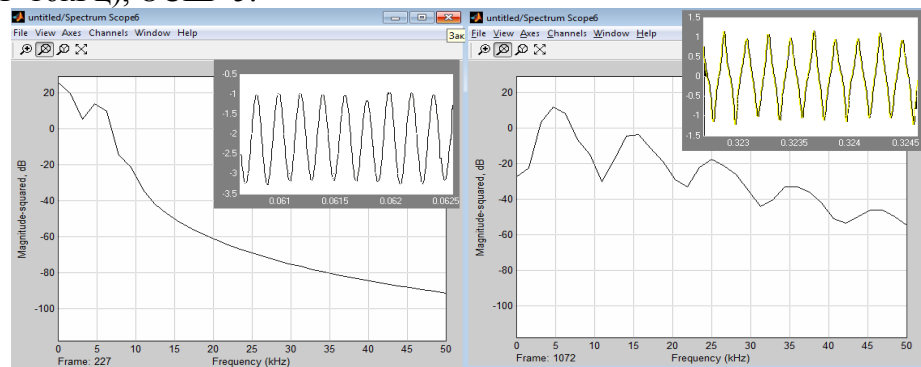 untitled/Spectrum Scope6
File View Axes Channels Window Help
Зак
20
0
-20
-40
-60
-80
-100
Magnitude-squared, dB
0 5 10 15 20 25 30 35 40 45 50
Frame: 227 Frequency (kHz)
-0.5
-1
-1.5
-2
-2.5
-3
-3.5
0.061 0.0615 0.062 0.0625
untitled/Spectrum Scope6
File View Axes Channels Window Help
20
0
-20
-40
-60
-80
-100
Magnitude-squared, dB
0 5 10 15 20 25 30 35 40 45 50
Frame: 1072 Frequency (kHz)
1.5
1
0.5
0
-0.5
-1
-1.5
0.323 0.3235 0.324 0.3245